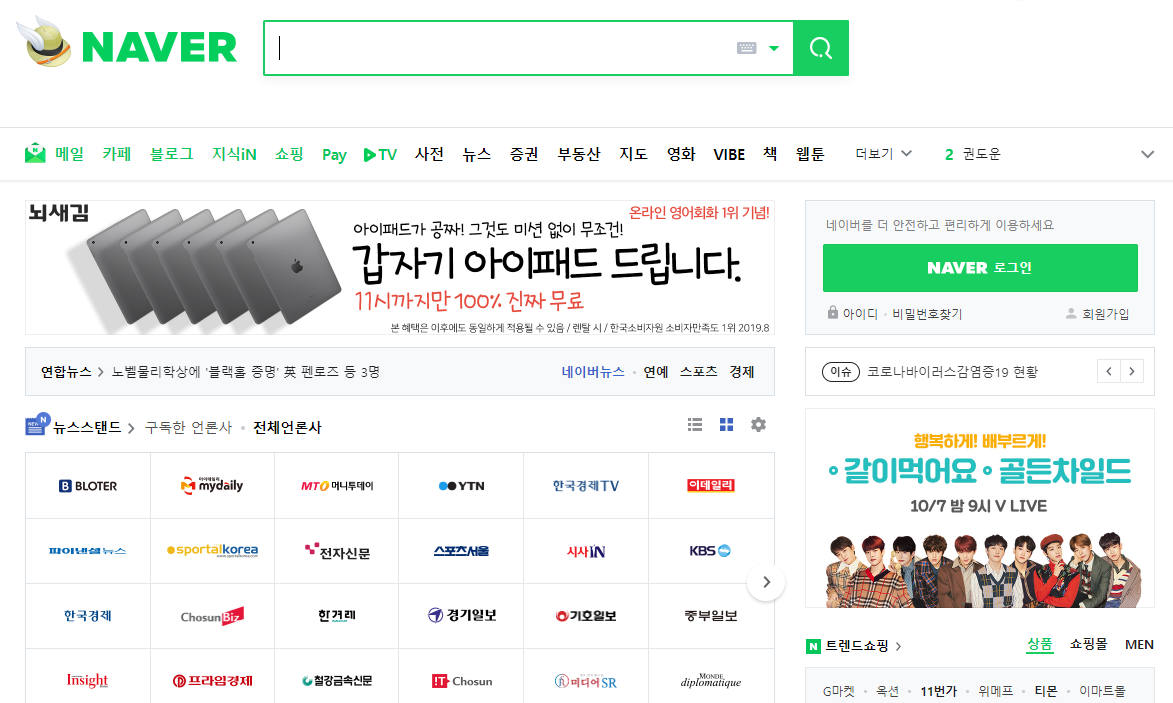 NAVER
메일 카페 블로그 지식iN 쇼핑 Pay TV 사전 뉴스 증권 부동산 지도 영화 VIBE 책 웹툰 더보기 2 권도운
뇌새김
온라인 영어회화 1위 기념!
아이패드가 공짜! 그것도 미션 없이 무조건!
갑자기 아이패드 드립니다.
11시까지만 100% 진짜 무료
본 혜택은 이후에도 동일하게 적용될 수 있음 / 렌탈 시 / 한국소비자원 소비자만족도 1위 2019.8
네이버를 더 안전하고 편리하게 이용하세요
NAVER 로그인
아이디 · 비밀번호찾기 회원가입
연합뉴스 > 노벨물리학상에 '블랙홀 증명' 英 펜로즈 등 3명 네이버뉴스 · 연예 스포츠 경제
이슈 코로나바이러스감염증19 현황
뉴스스탠드 > 구독한 언론사 · 전체언론사
BLOTER 마이데일리 mydaily MTN 머니투데이 YTN 한국경제TV 이데일리
파이낸셜뉴스 sportalkorea www.sportalkorea.com 전자신문 스포츠서울 시사IN KBS
한국경제 ChosunBiz 한겨레 경기일보 기호일보 중부일보
Insight 프라임경제 철강금속신문 IT Chosun 미디어SR LE MONDE diplomatique
행복하게! 배부르게!
같이먹어요 골든차일드
10/7 밤 9시 V LIVE
N 트렌드쇼핑 > 상품 쇼핑몰 MEN
G마켓 · 옥션 · 11번가 · 위메프 · 티몬 · 이마트몰